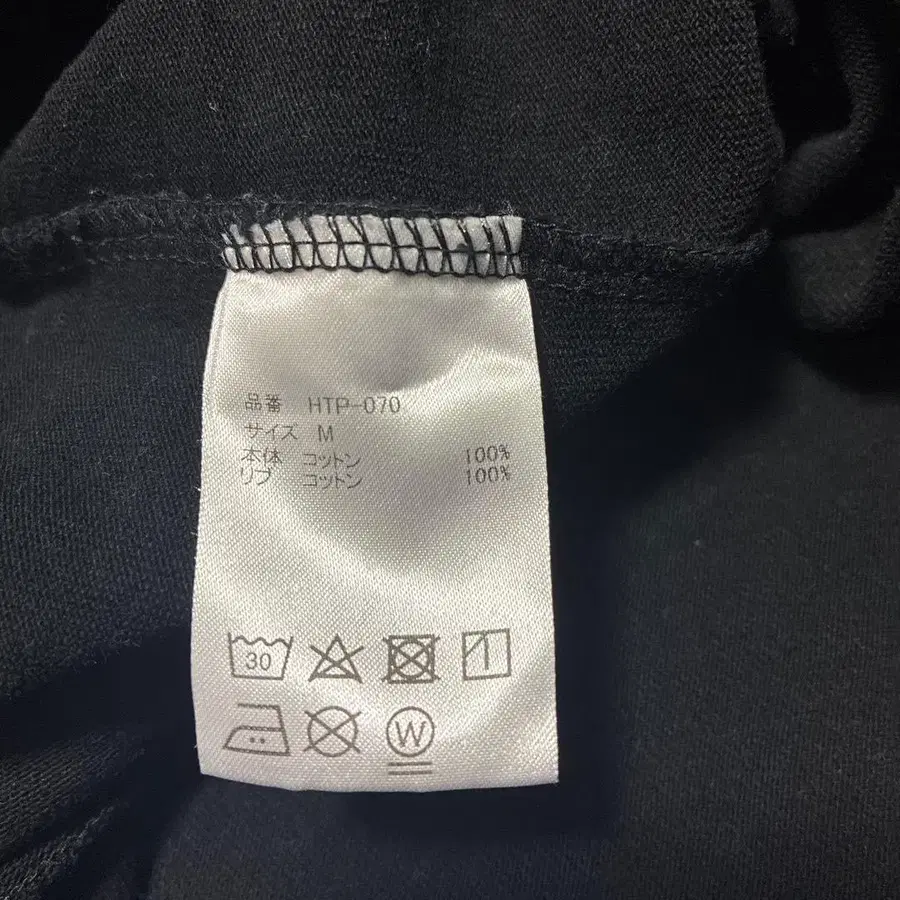 品番 HTP-070
サイズ M
本体 コットン 100%
リブ コットン 100%
30
W